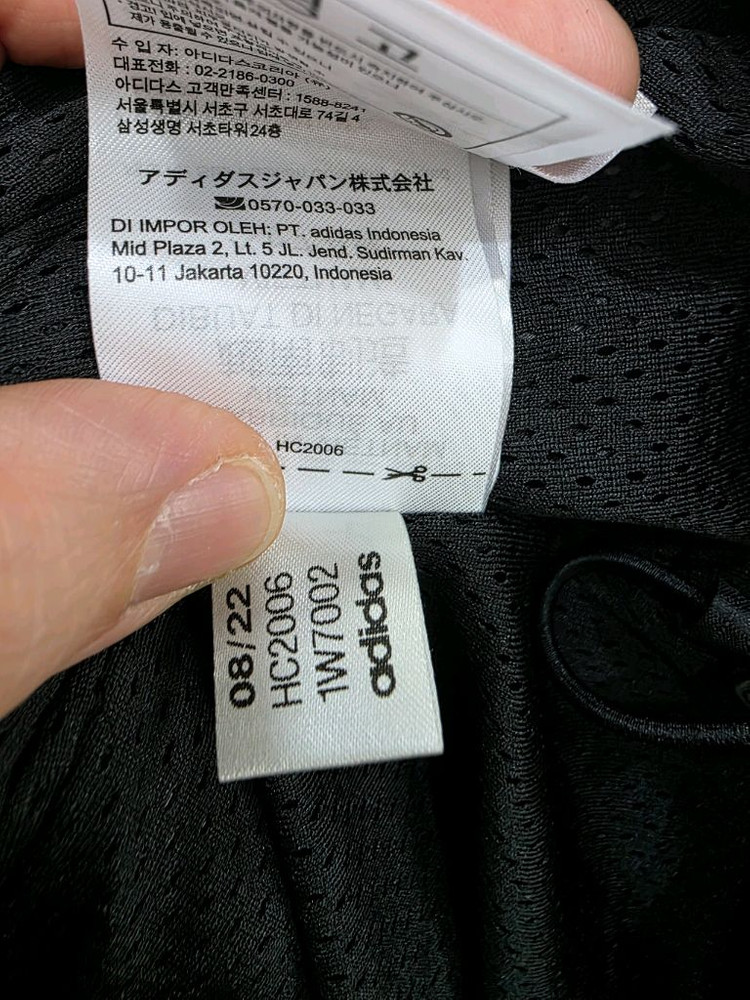 수 입 자: 아디다스코리아 (유)
대표전화 : 02-2186-0300
아디다스 고객만족센터 : 1588-8241
서울특별시 서초구 서초대로 74길 4
삼성생명 서초타워24층
アディダスジャパン株式会社
0570-033-033
DI IMPOR OLEH: PT. adidas Indonesia
Mid Plaza 2, Lt. 5 JL. Jend. Sudirman Kav.
10-11 Jakarta 10220, Indonesia
DIBUAT DI NEGARA
HC2006
08/22
HC2006
1W7002
adidas